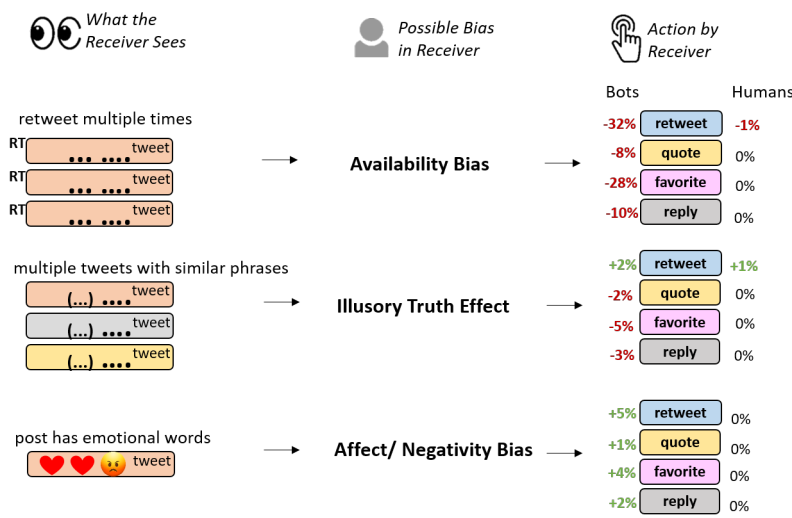 What the
Receiver Sees
Possible Bias
in Receiver
Action by
Receiver
Bots
Humans
retweet multiple times
RT
... .... tweet
RT
... .... tweet
RT
... .... tweet
Availability Bias
-32% retweet -1%
-8% quote 0%
-28% favorite 0%
-10% reply 0%
multiple tweets with similar phrases
(...) .... tweet
(...) .... tweet
(...) .... tweet
Illusory Truth Effect
+2% retweet +1%
-2% quote 0%
-5% favorite 0%
-3% reply 0%
post has emotional words
tweet
Affect/ Negativity Bias
+5% retweet 0%
+1% quote 0%
+4% favorite 0%
+2% reply 0%